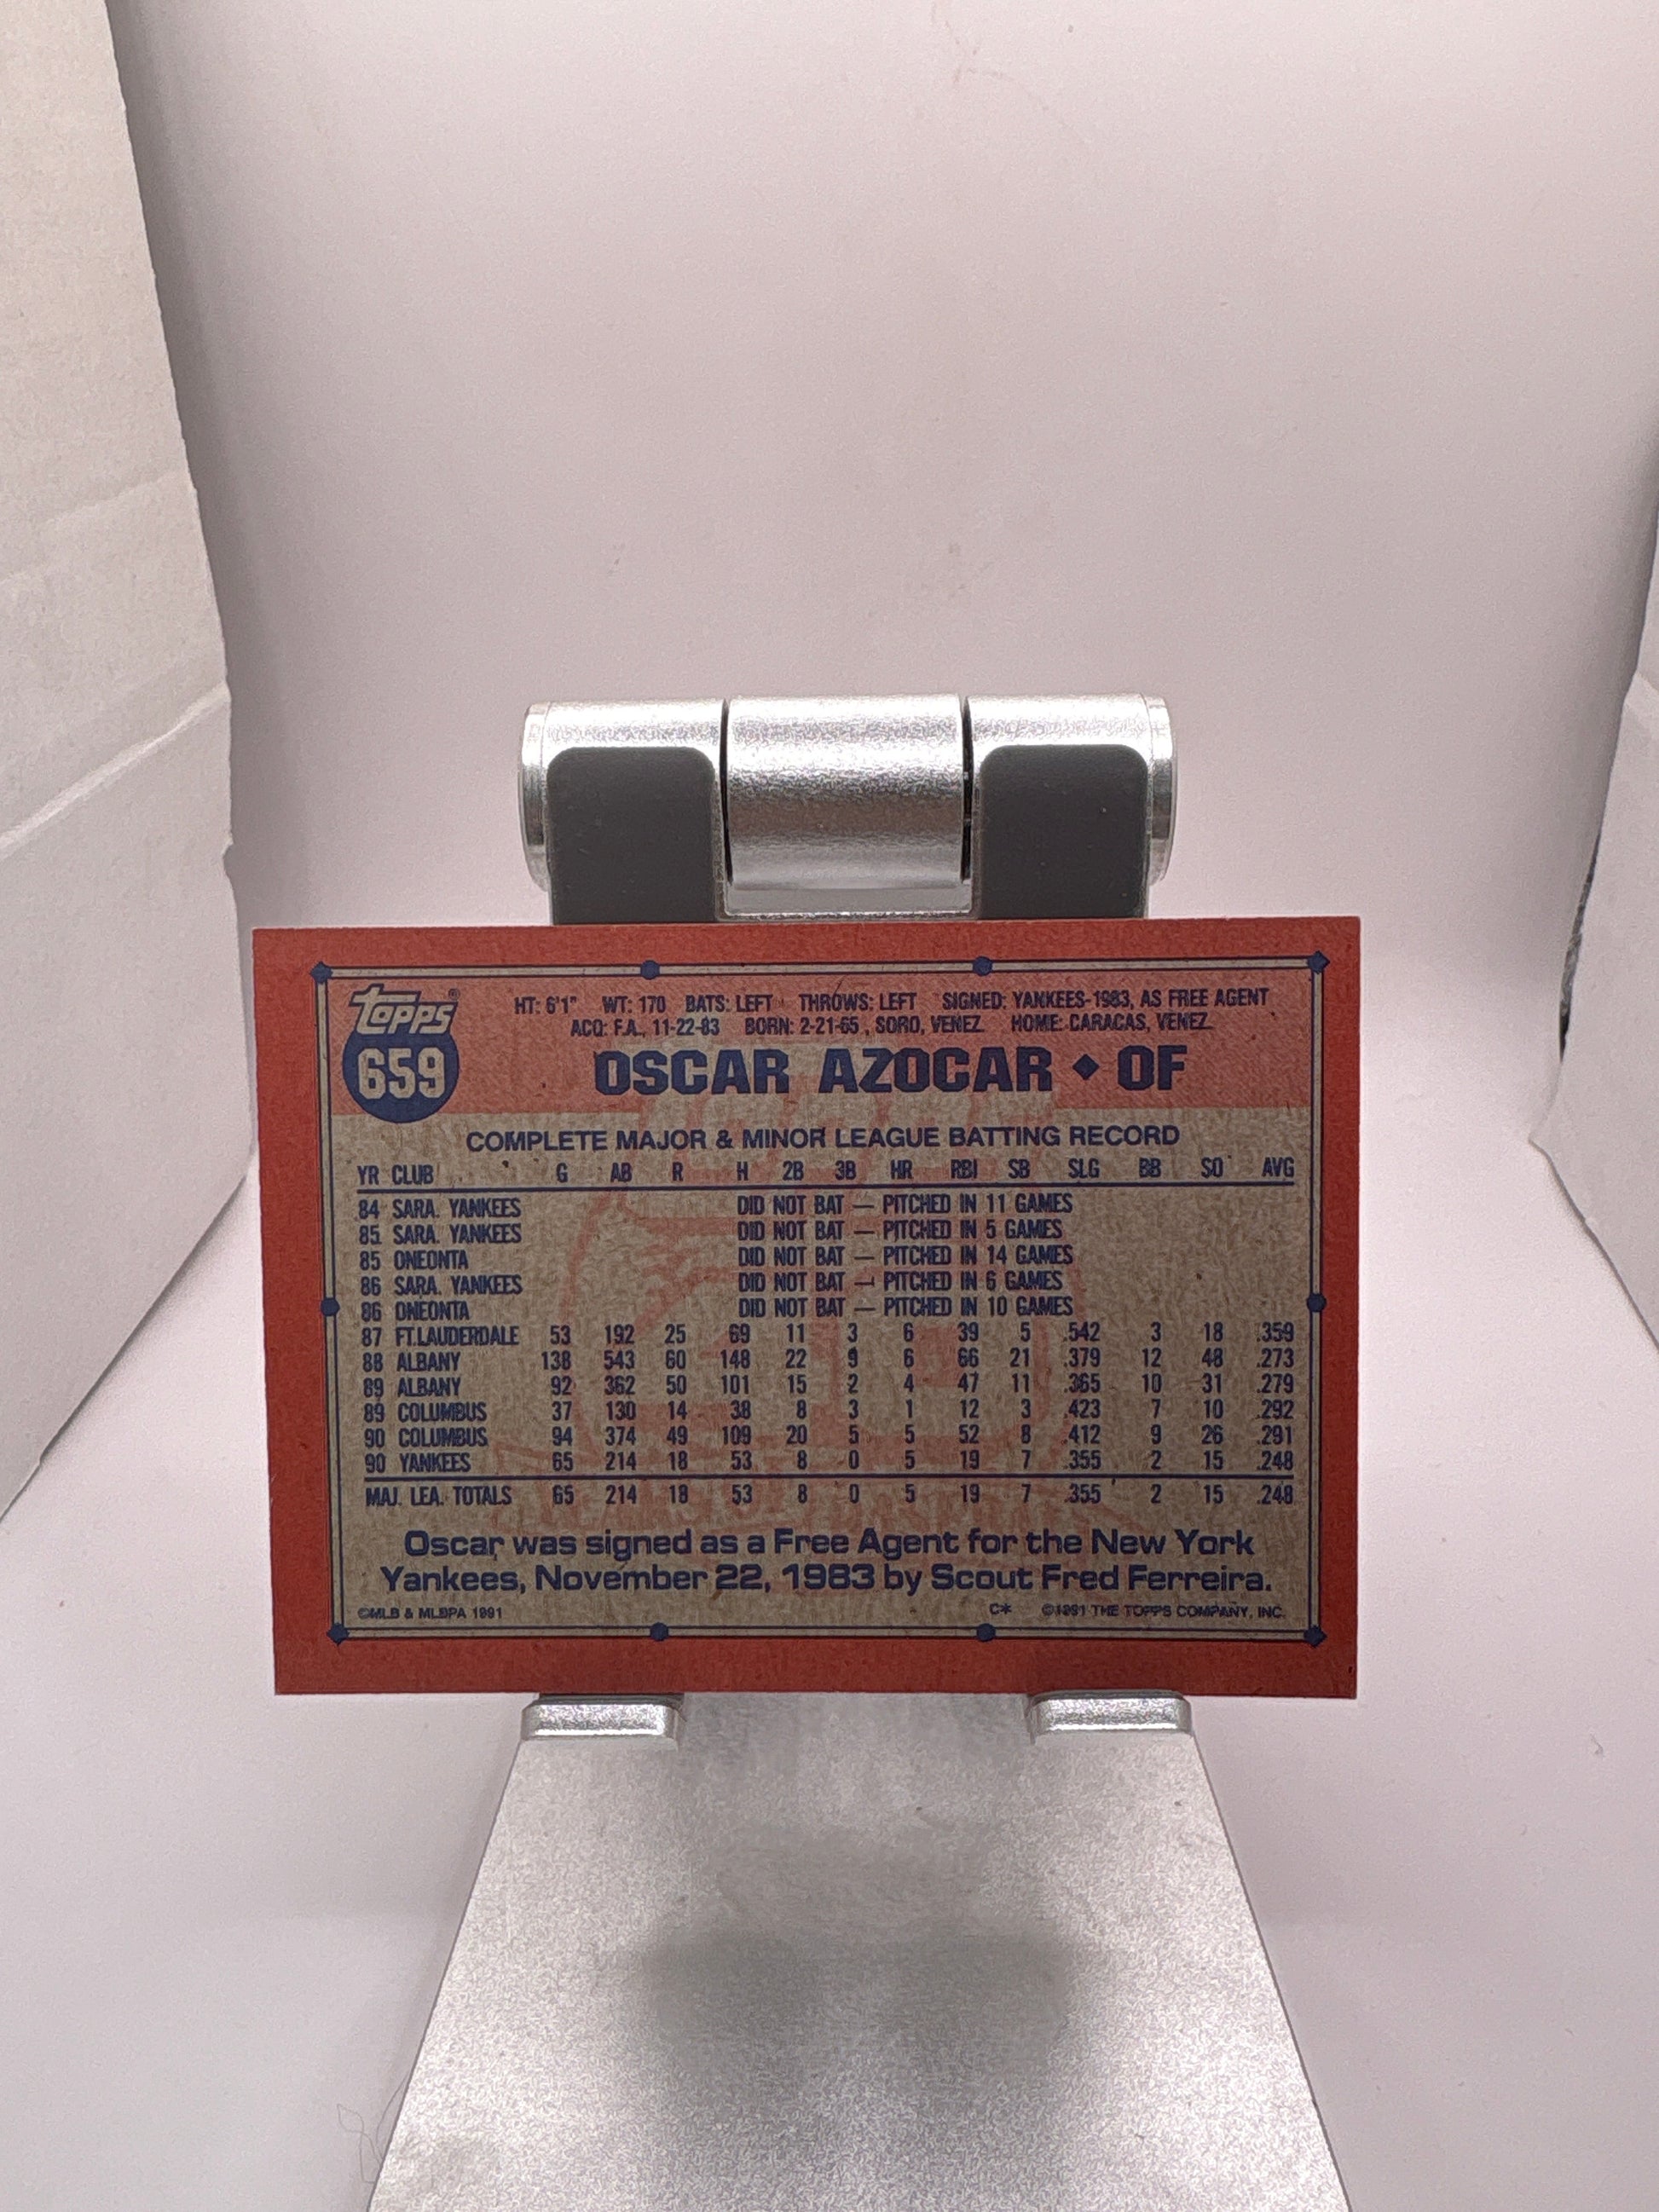 topps®
659
HT: 6'1" WT: 170 BATS: LEFT THROWS: LEFT SIGNED: YANKEES-1983, AS FREE AGENT
ACQ: F.A., 11-22-83 BORN: 2-21-65, SORO, VENEZ. HOME: CARACAS, VENEZ.
OSCAR AZOCAR ♦ OF
COMPLETE MAJOR & MINOR LEAGUE BATTING RECORD
YR CLUB G AB R H 2B 3B HR RBI SB SLG BB SO AVG
84 SARA. YANKEES DID NOT BAT — PITCHED IN 11 GAMES
85 SARA. YANKEES DID NOT BAT — PITCHED IN 5 GAMES
85 ONEONTA DID NOT BAT — PITCHED IN 14 GAMES
86 SARA. YANKEES DID NOT BAT — PITCHED IN 6 GAMES
86 ONEONTA DID NOT BAT — PITCHED IN 10 GAMES
87 FT.LAUDERDALE 53 192 25 69 11 3 6 39 5 .542 3 18 .359
88 ALBANY 138 543 60 148 22 9 6 66 21 .379 12 48 .273
89 ALBANY 92 362 50 101 15 2 4 47 11 .365 10 31 .279
89 COLUMBUS 37 130 14 38 8 3 1 12 3 .423 7 10 .292
90 COLUMBUS 94 374 49 109 20 5 5 52 8 .412 9 26 .291
90 YANKEES 65 214 18 53 8 0 5 19 7 .355 2 15 .248
MAJ. LEA. TOTALS 65 214 18 53 8 0 5 19 7 .355 2 15 .248
Oscar was signed as a Free Agent for the New York
Yankees, November 22, 1983 by Scout Fred Ferreira.
©MLB & MLBPA 1991 C* ©1991 THE TOPPS COMPANY, INC.